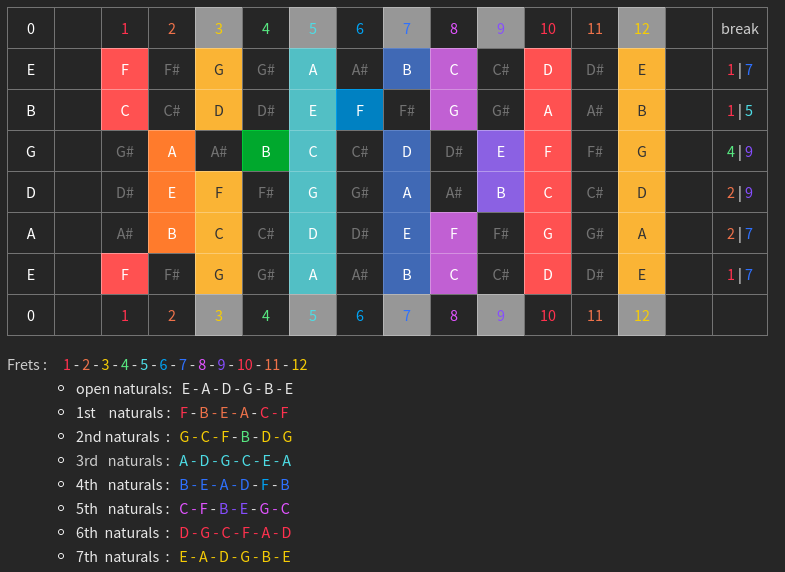 0 1 2 3 4 5 6 7 8 9 10 11 12 break
E F F# G G# A A# B C C# D D# E 1|7
B C C# D D# E F F# G G# A A# B 1|5
G G# A A# B C C# D D# E F F# G 4|9
D D# E F F# G G# A A# B C C# D 2|9
A A# B C C# D D# E F F# G G# A 2|7
E F F# G G# A A# B C C# D D# E 1|7
0 1 2 3 4 5 6 7 8 9 10 11 12
Frets : 1 - 2 - 3 - 4 - 5 - 6 - 7 - 8 - 9 - 10 - 11 - 12
open naturals: E - A - D - G - B - E
1st naturals : F - B - E - A - C - F
2nd naturals : G - C - F - B - D - G
3rd naturals : A - D - G - C - E - A
4th naturals : B - E - A - D - F - B
5th naturals : C - F - B - E - G - C
6th naturals : D - G - C - F - A - D
7th naturals : E - A - D - G - B - E